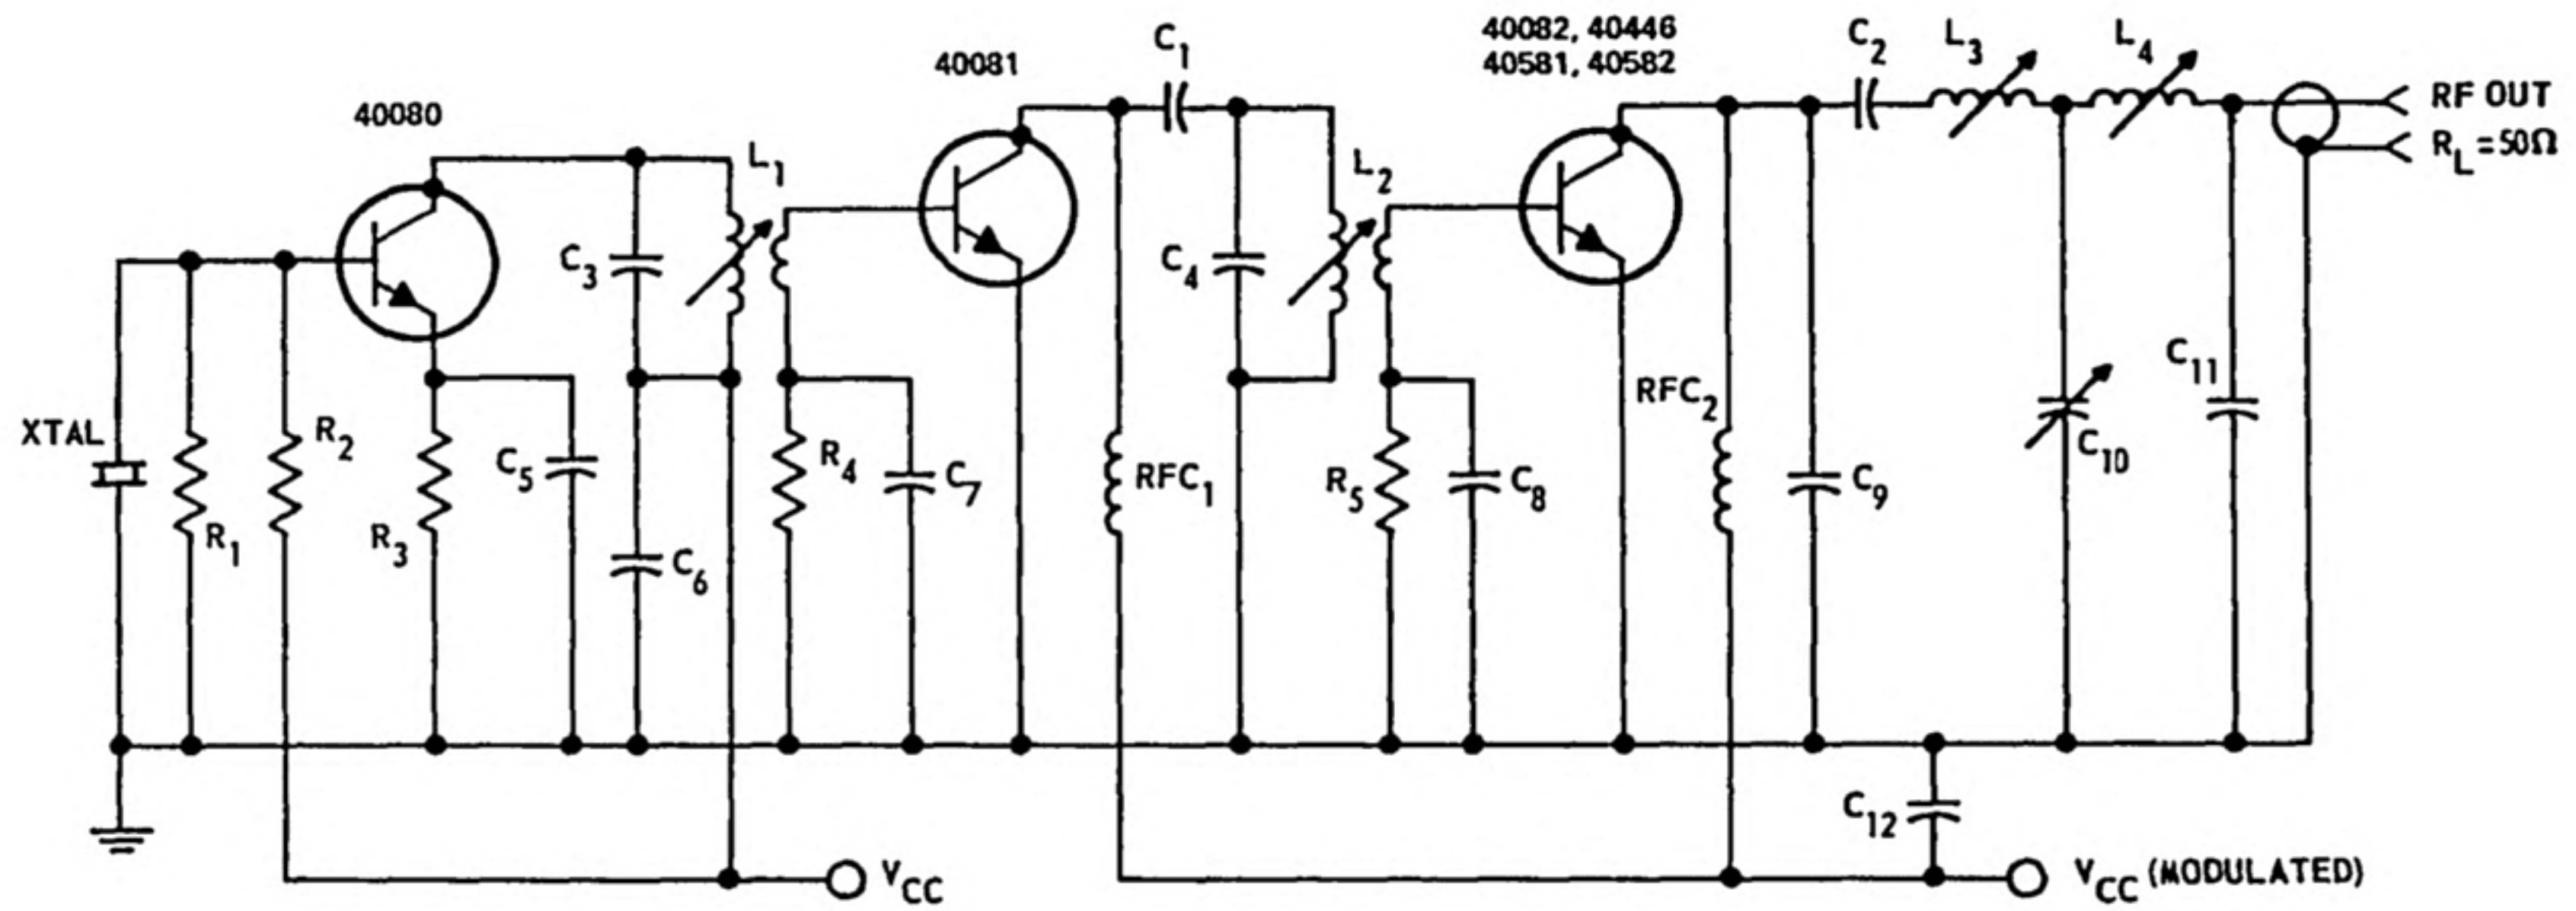 40080
40081
40082, 40446
40581, 40582
C1
C2
L3
L4
RF OUT
RL = 50Ω
L1
L2
C3
C4
XTAL
R1
R2
R3
C5
C6
R4
C7
RFC1
R5
C8
RFC2
C9
C10
C11
C12
VCC
VCC (MODULATED)